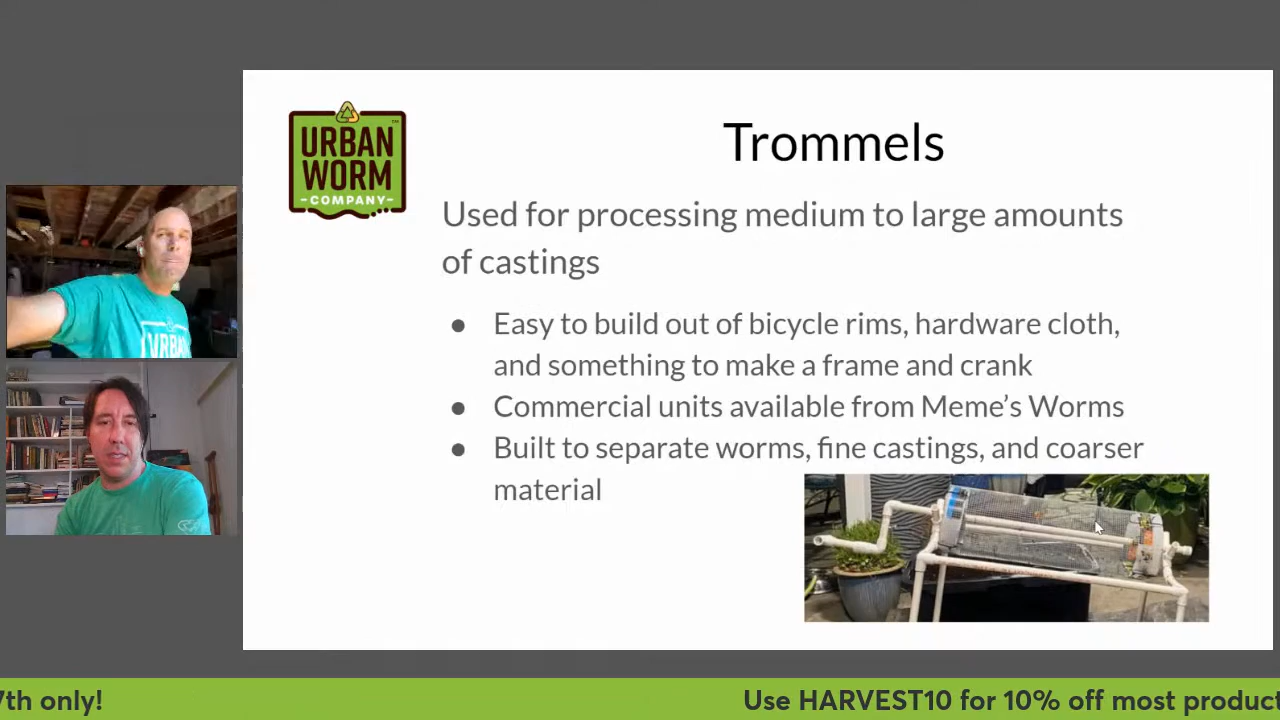 URBAN
WORM
-COMPANY-
TM
Trommels
Used for processing medium to large amounts
of castings
● Easy to build out of bicycle rims, hardware cloth,
and something to make a frame and crank
● Commercial units available from Meme’s Worms
● Built to separate worms, fine castings, and coarser
material
URBAN
7th only!
Use HARVEST10 for 10% off most product